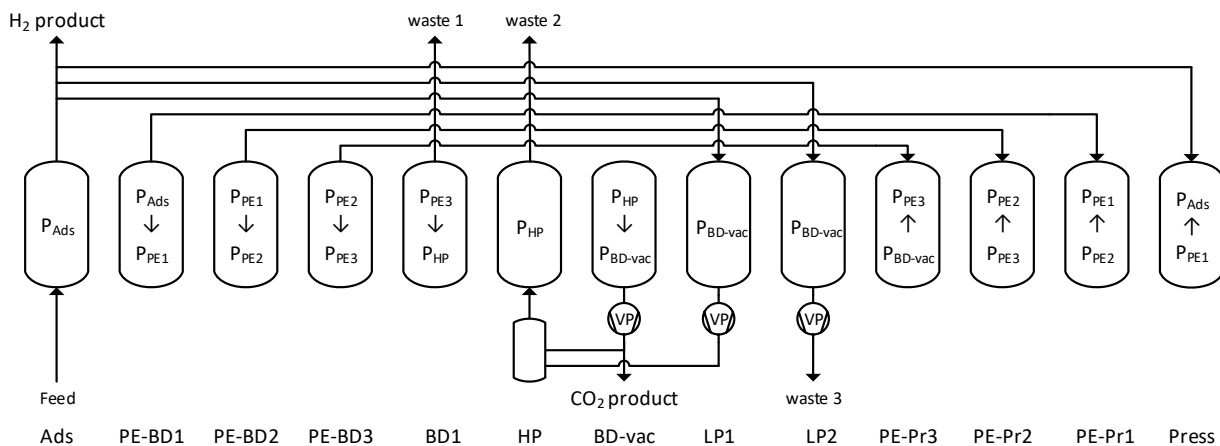 H₂ product
waste 1
waste 2
P_Ads
P_Ads
↓
P_PE1
P_PE1
↓
P_PE2
P_PE2
↓
P_PE3
P_PE3
↓
P_HP
P_HP
P_HP
↓
P_BD-vac
P_BD-vac
P_BD-vac
P_PE3
↑
P_BD-vac
P_PE2
↑
P_PE3
P_PE1
↑
P_PE2
P_Ads
↑
P_PE1
VP
VP
VP
Feed
CO₂ product
waste 3
Ads PE-BD1 PE-BD2 PE-BD3 BD1 HP BD-vac LP1 LP2 PE-Pr3 PE-Pr2 PE-Pr1 Press